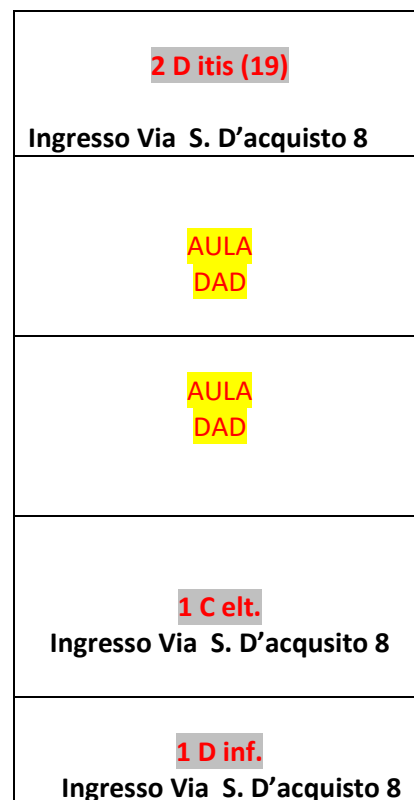 2 D itis (19)
Ingresso Via S. D’acquisto 8
AULA
DAD
AULA
DAD
1 C elt.
Ingresso Via S. D’acqusito 8
1 D inf.
Ingresso Via S. D’acquisto 8